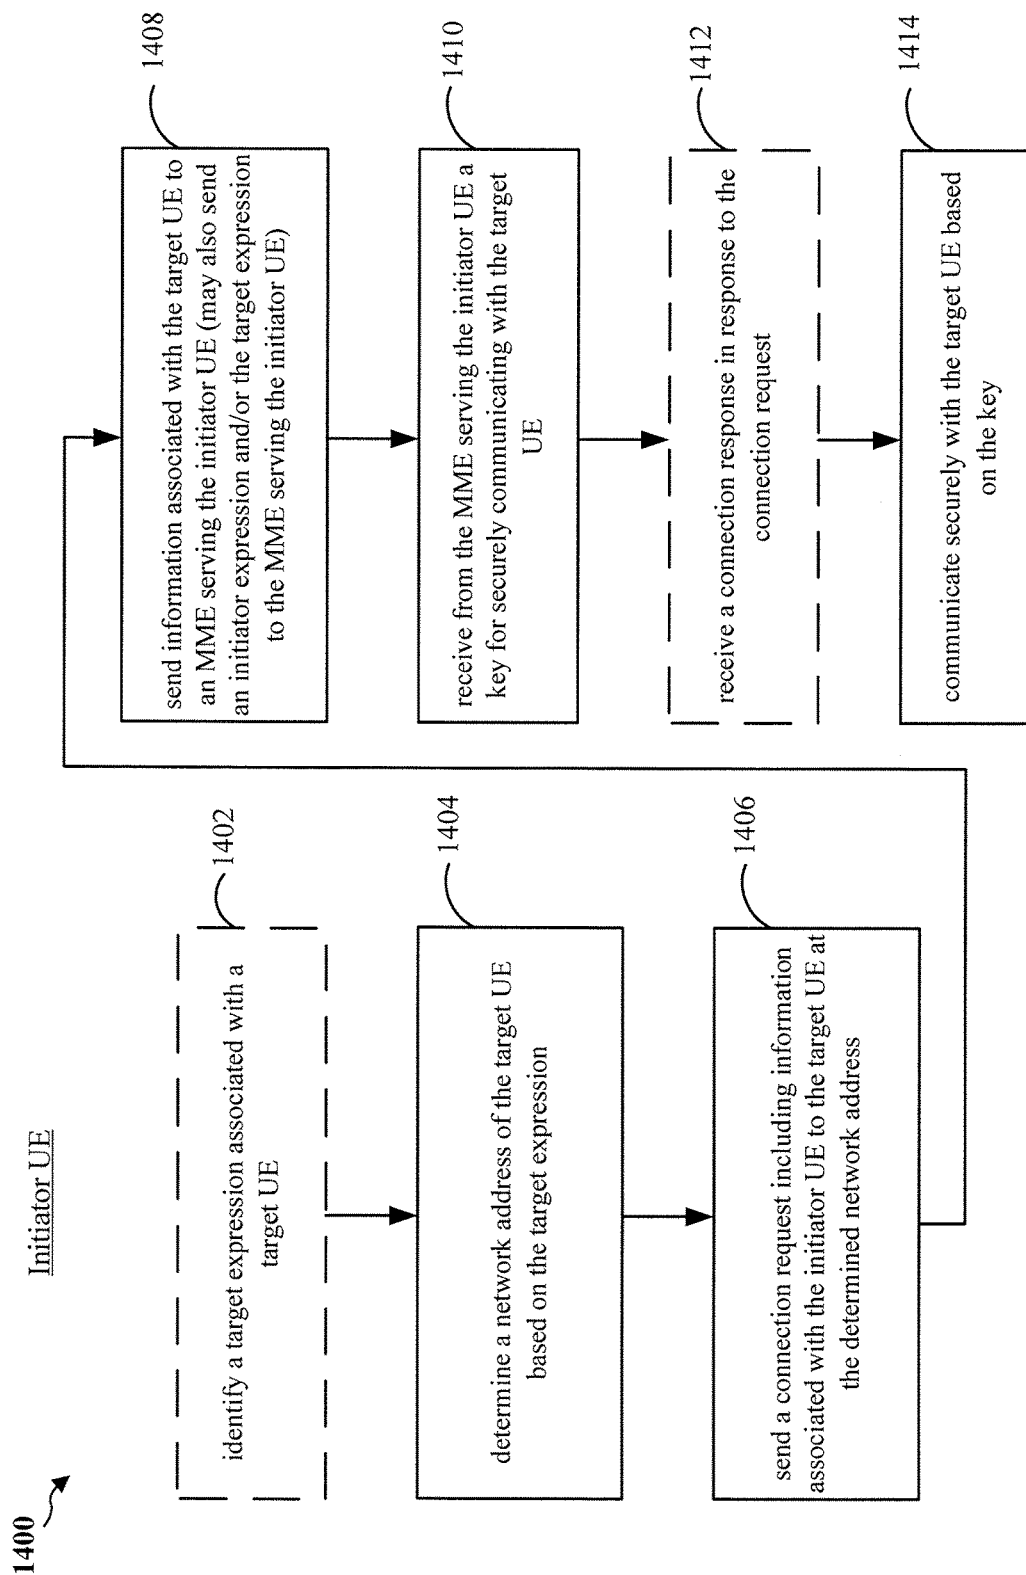 1400
Initiator UE
identify a target expression associated with a
target UE
1402
determine a network address of the target UE
based on the target expression
1404
send a connection request including information
associated with the initiator UE to the target UE at
the determined network address
1406
send information associated with the target UE to
an MME serving the initiator UE (may also send
an initiator expression and/or the target expression
to the MME serving the initiator UE)
1408
receive from the MME serving the initiator UE a
key for securely communicating with the target
UE
1410
receive a connection response in response to the
connection request
1412
communicate securely with the target UE based
on the key
1414